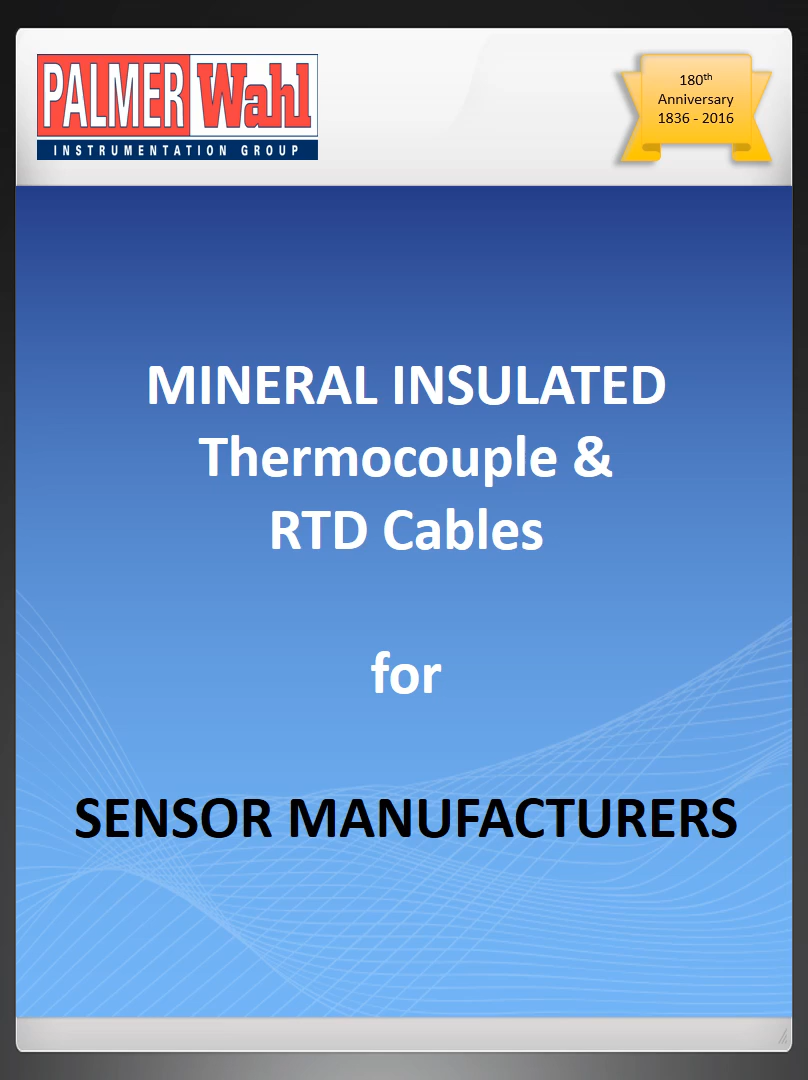 PALMER Wahl
INSTRUMENTATION GROUP
180th
Anniversary
1836 - 2016
MINERAL INSULATED
Thermocouple &
RTD Cables
for
SENSOR MANUFACTURERS